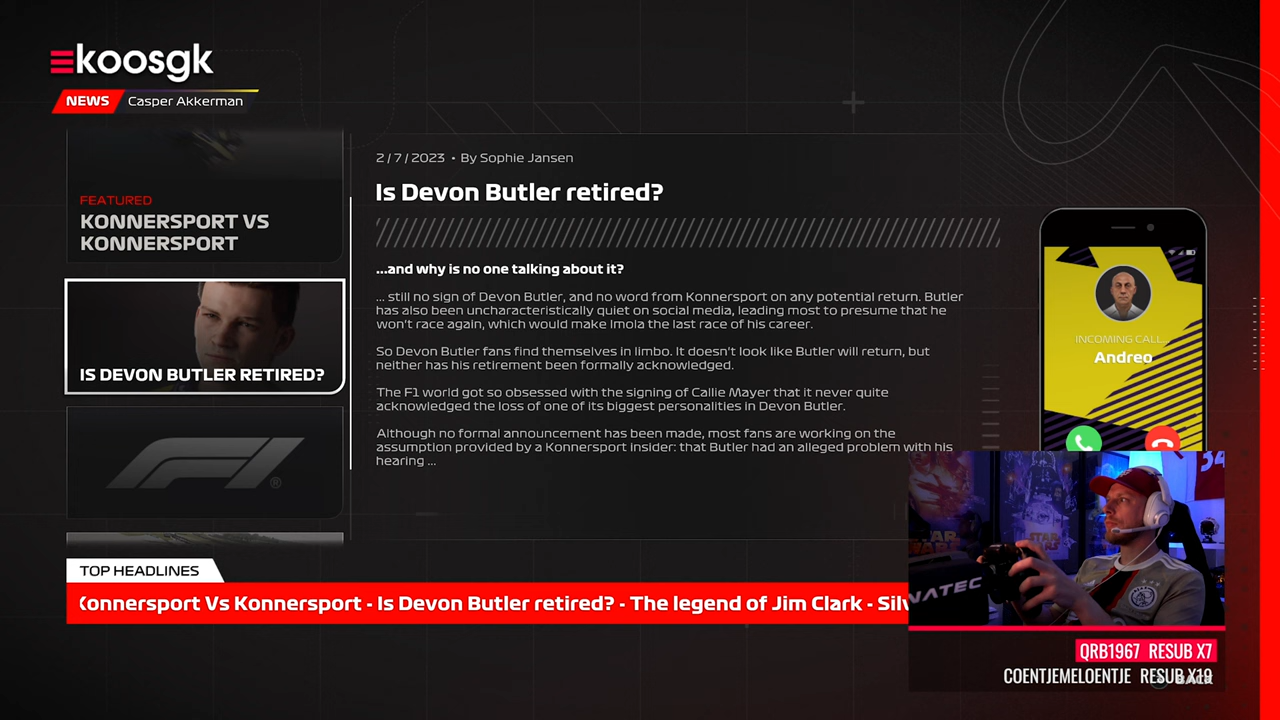 koosgk
NEWS Casper Akkerman
FEATURED
KONNERSPORT VS
KONNERSPORT
IS DEVON BUTLER RETIRED?
2 / 7 / 2023 • By Sophie Jansen
Is Devon Butler retired?
...and why is no one talking about it?
... still no sign of Devon Butler, and no word from Konnersport on any potential return. Butler
has also been uncharacteristically quiet on social media, leading most to presume that he
won't race again, which would make Imola the last race of his career.
So Devon Butler fans find themselves in limbo. It doesn't look like Butler will return, but
neither has his retirement been formally acknowledged.
The F1 world got so obsessed with the signing of Callie Mayer that it never quite
acknowledged the loss of one of its biggest personalities in Devon Butler.
Although no formal announcement has been made, most fans are working on the
assumption provided by a Konnersport insider: that Butler had an alleged problem with his
hearing ...
INCOMING CALL...
Andreo
TOP HEADLINES
Konnersport Vs Konnersport - Is Devon Butler retired? - The legend of Jim Clark - Silv
NATEC
34
STAR WARS
QRB1967 RESUB X7
COENTJEMELOENTJE RESUB X19
BACK